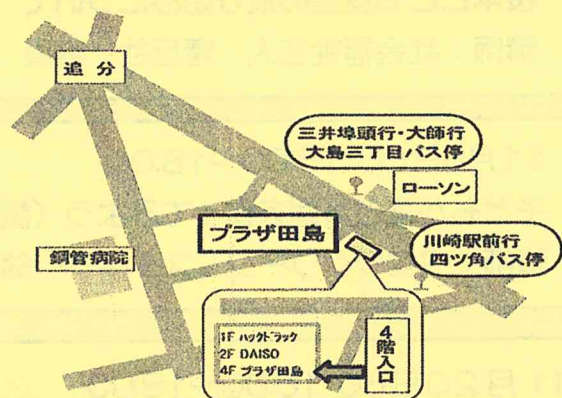 追 分
三井埠頭行・大師行
大島三丁目バス停
ローソン
プラザ田島
川崎駅前行
四ツ角バス停
鋼管病院
1F ハックドラック
2F DAISO
4F プラザ田島
4階入口